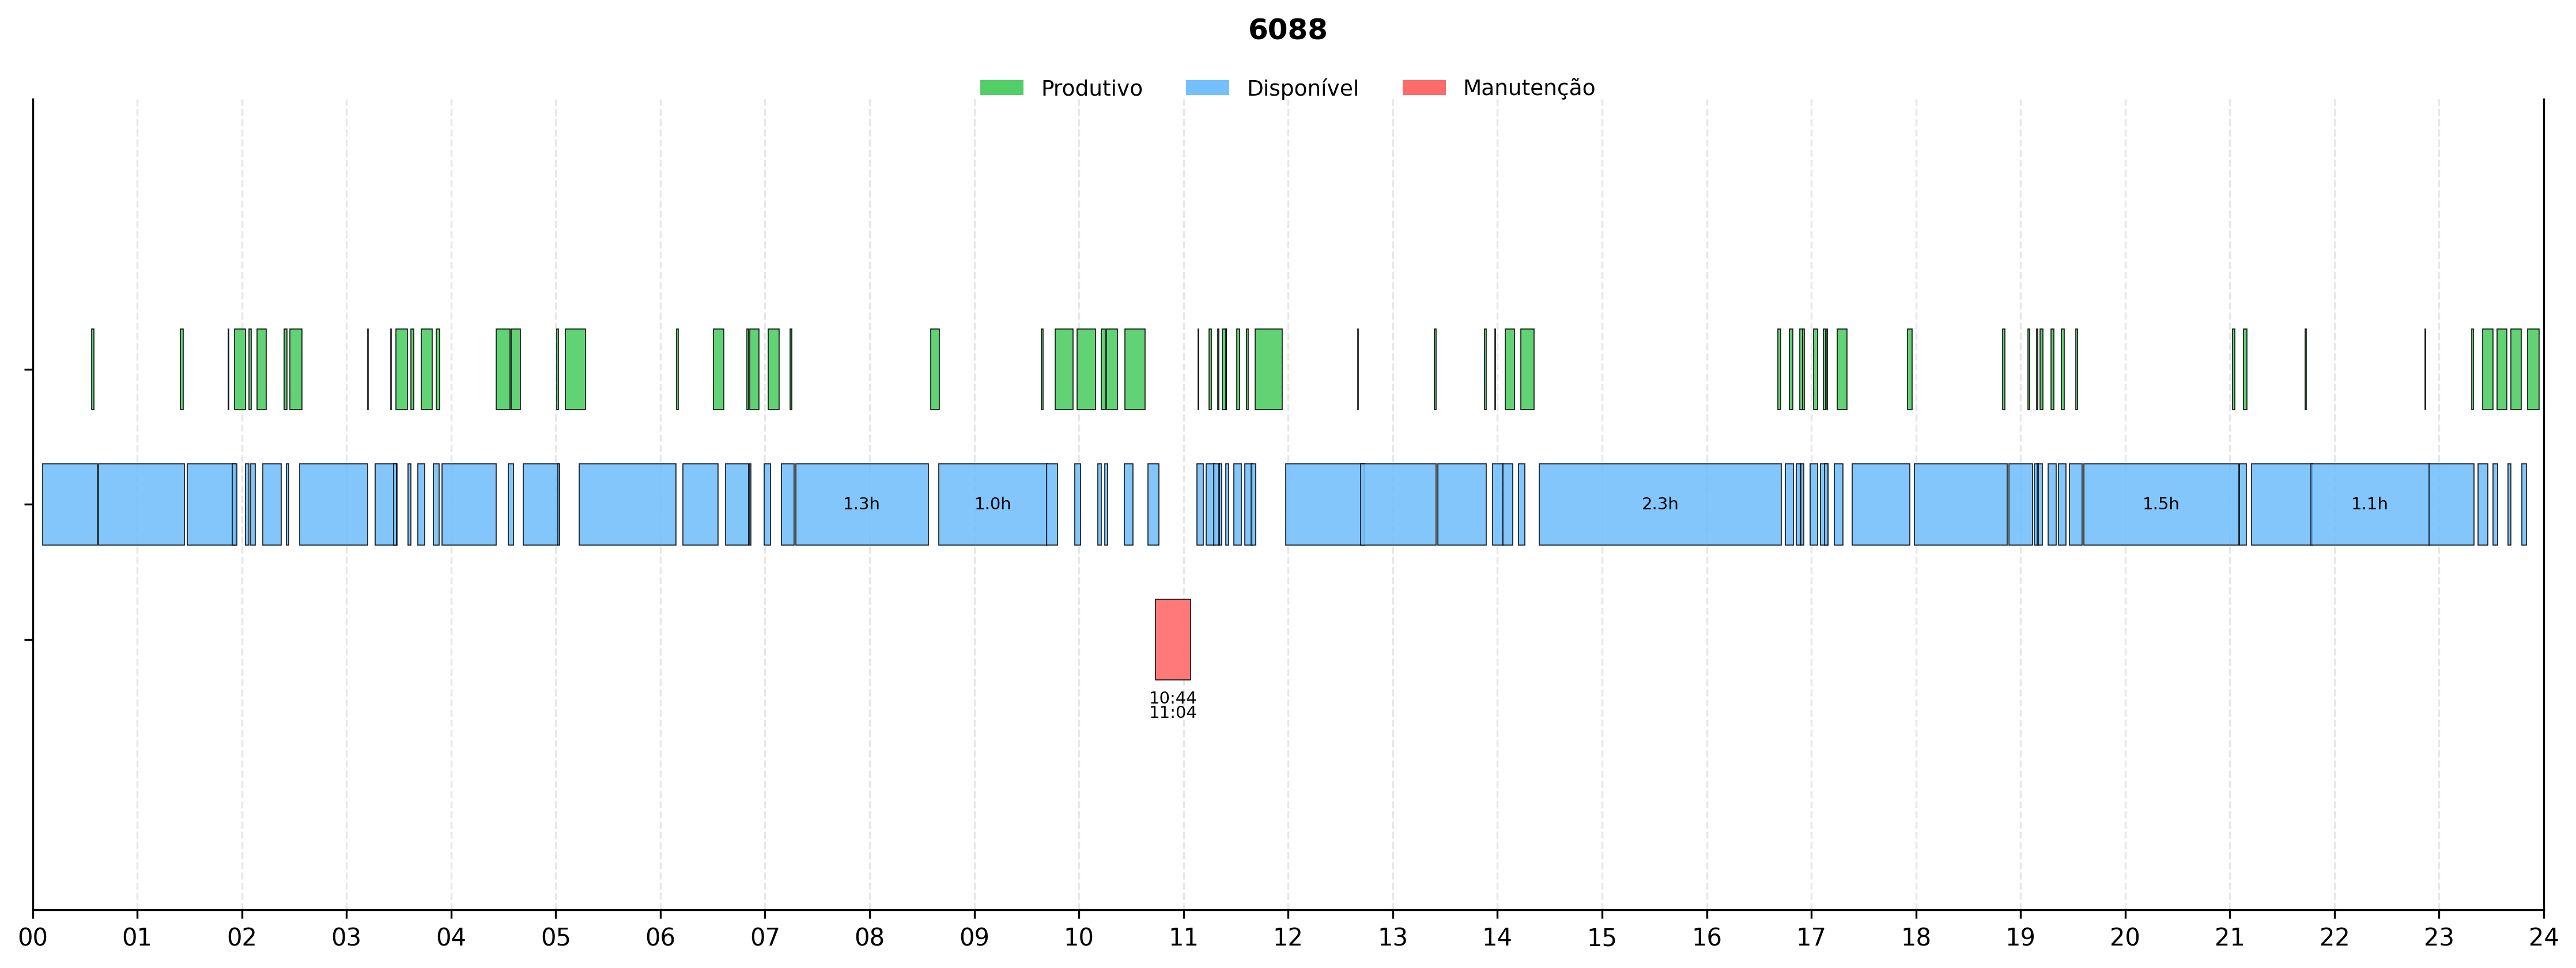 6088
Produtivo Disponível Manutenção
1.3h 1.0h 2.3h 1.5h 1.1h
10:44
11:04
00 01 02 03 04 05 06 07 08 09 10 11 12 13 14 15 16 17 18 19 20 21 22 23 24